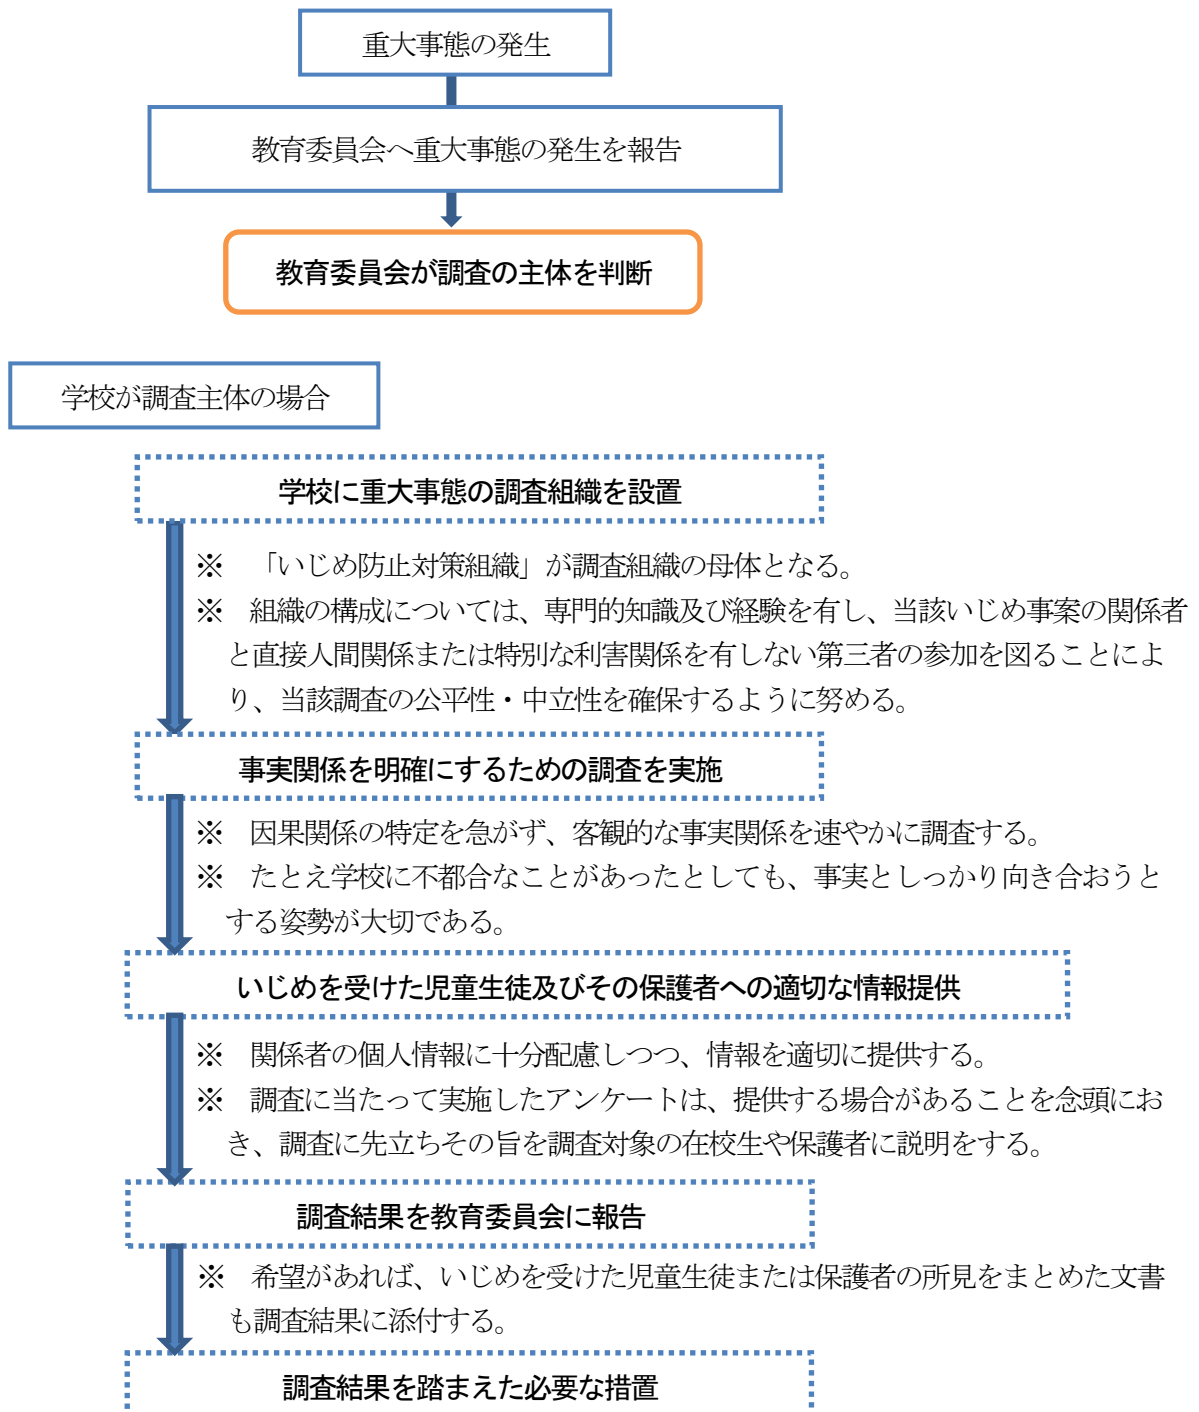 重大事態の発生
教育委員会へ重大事態の発生を報告
教育委員会が調査の主体を判断
学校が調査主体の場合
学校に重大事態の調査組織を設置
※　「いじめ防止対策組織」が調査組織の母体となる。
※　組織の構成については、専門的知識及び経験を有し、当該いじめ事案の関係者
と直接人間関係または特別な利害関係を有しない第三者の参加を図ることによ
り、当該調査の公平性・中立性を確保するように努める。
事実関係を明確にするための調査を実施
※　因果関係の特定を急がず、客観的な事実関係を速やかに調査する。
※　たとえ学校に不都合なことがあったとしても、事実としっかり向き合おうと
する姿勢が大切である。
いじめを受けた児童生徒及びその保護者への適切な情報提供
※　関係者の個人情報に十分配慮しつつ、情報を適切に提供する。
※　調査に当たって実施したアンケートは、提供する場合があることを念頭にお
き、調査に先立ちその旨を調査対象の在校生や保護者に説明をする。
調査結果を教育委員会に報告
※　希望があれば、いじめを受けた児童生徒または保護者の所見をまとめた文書
も調査結果に添付する。
調査結果を踏まえた必要な措置